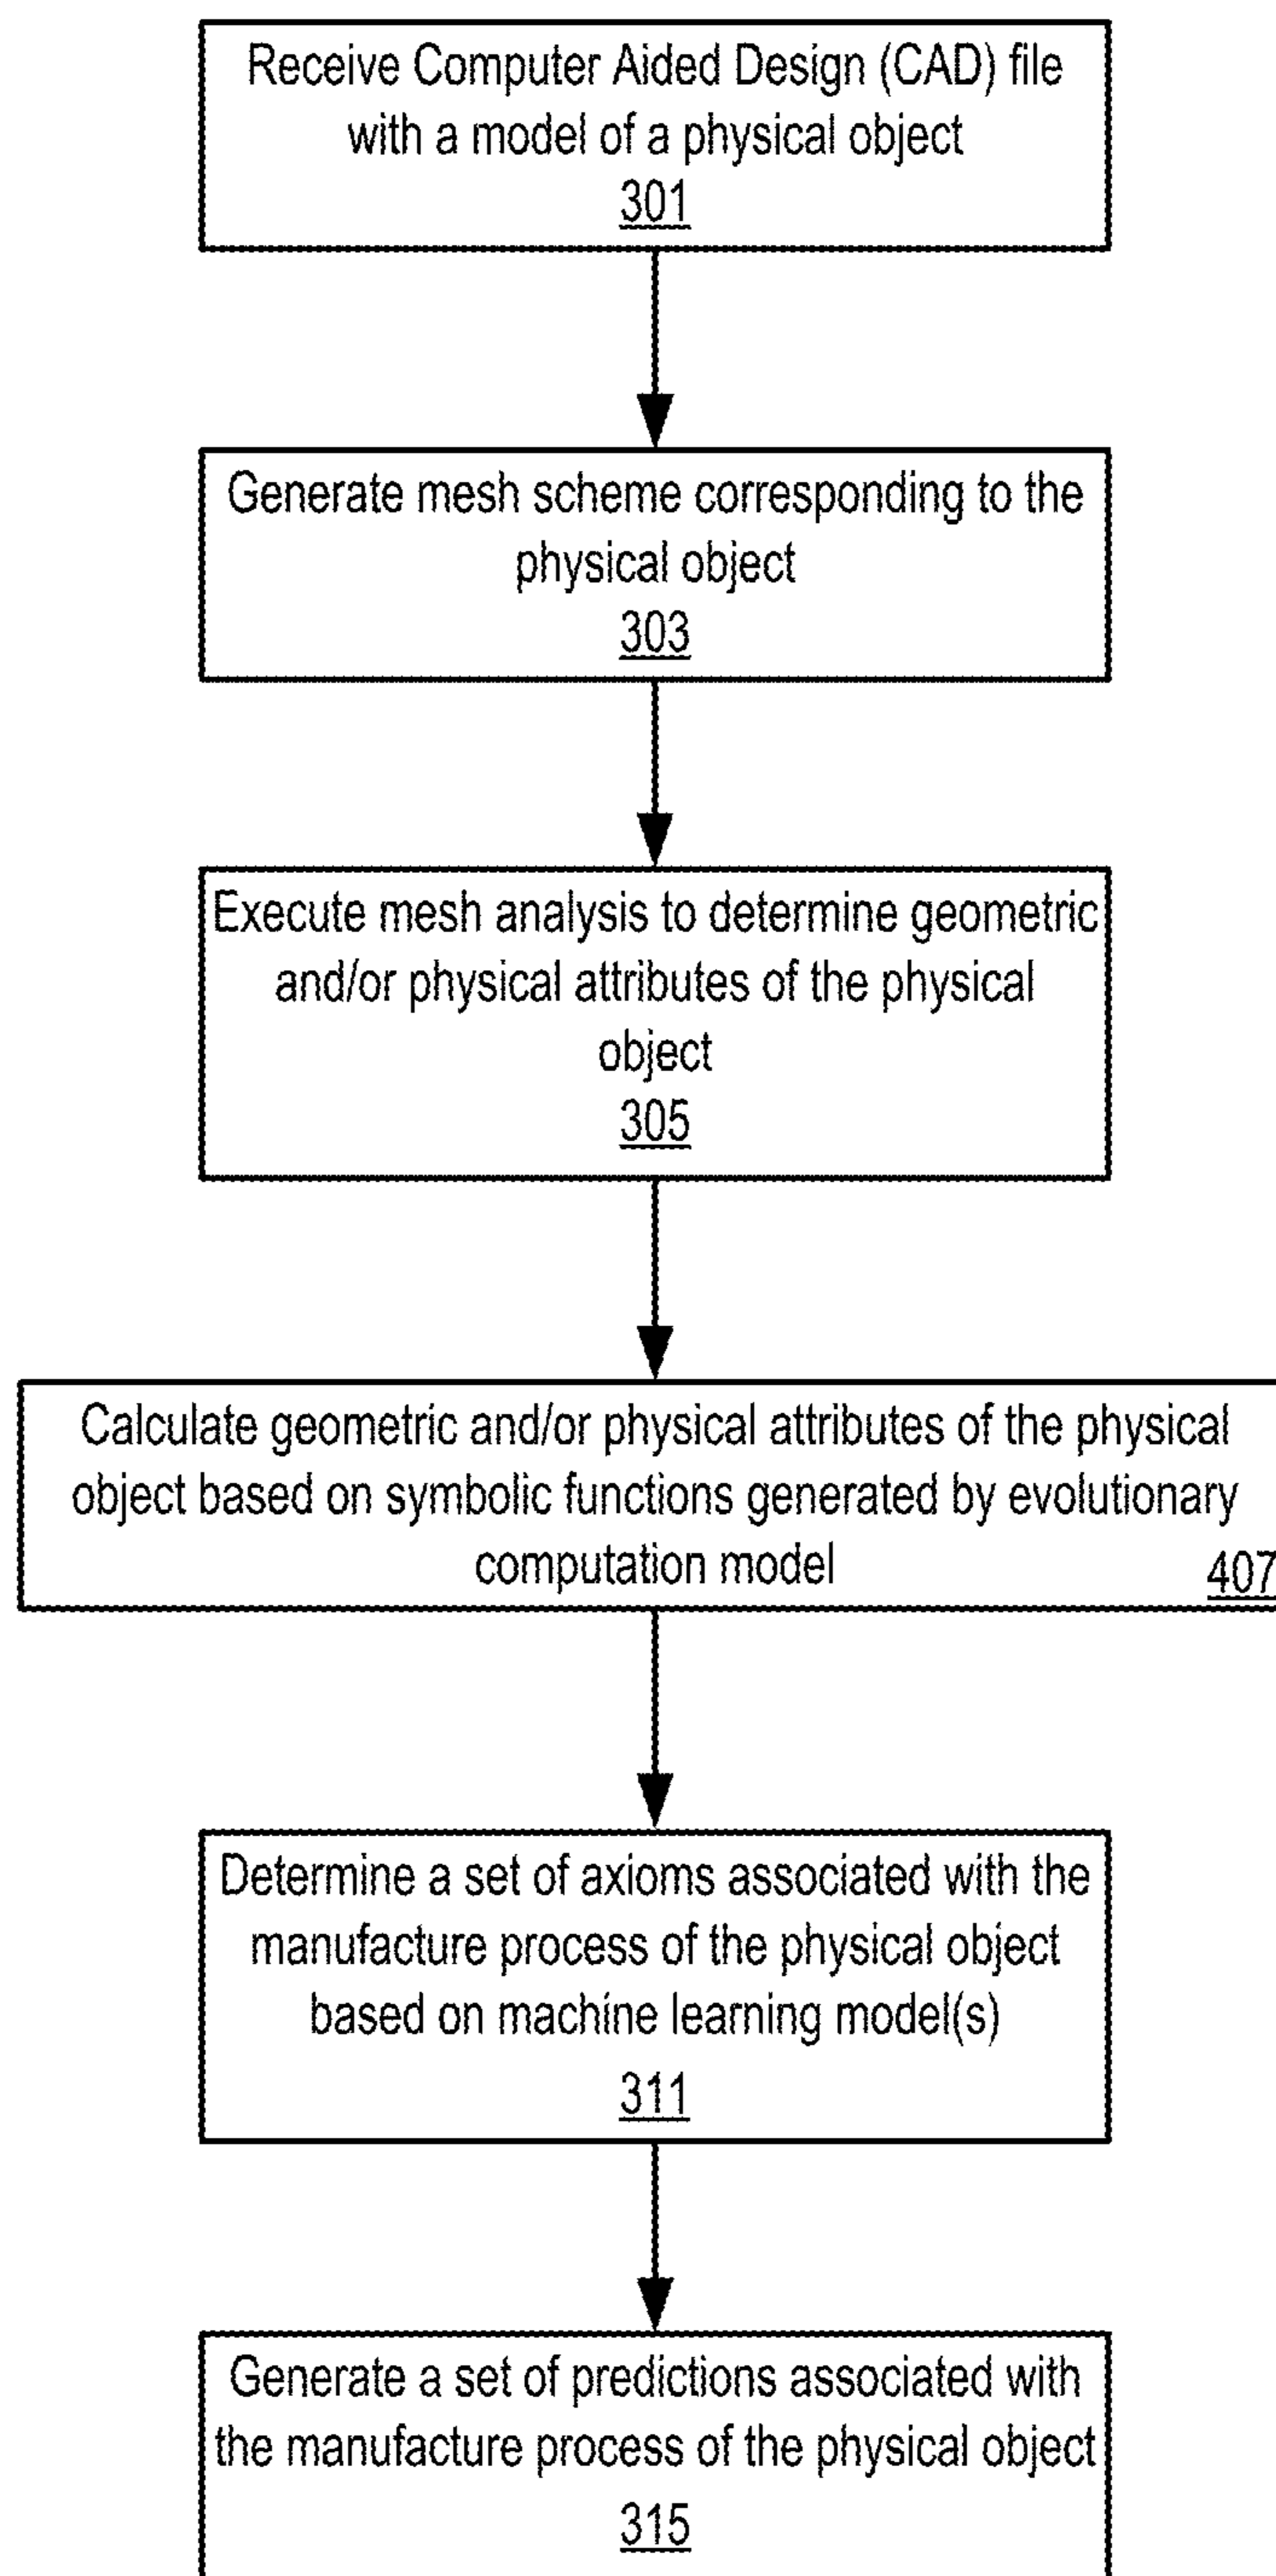 Receive Computer Aided Design (CAD) file
with a model of a physical object
301
Generate mesh scheme corresponding to the
physical object
303
Execute mesh analysis to determine geometric
and/or physical attributes of the physical
object
305
Calculate geometric and/or physical attributes of the physical
object based on symbolic functions generated by evolutionary
computation model
407
Determine a set of axioms associated with the
manufacture process of the physical object
based on machine learning model(s)
311
Generate a set of predictions associated with
the manufacture process of the physical object
315